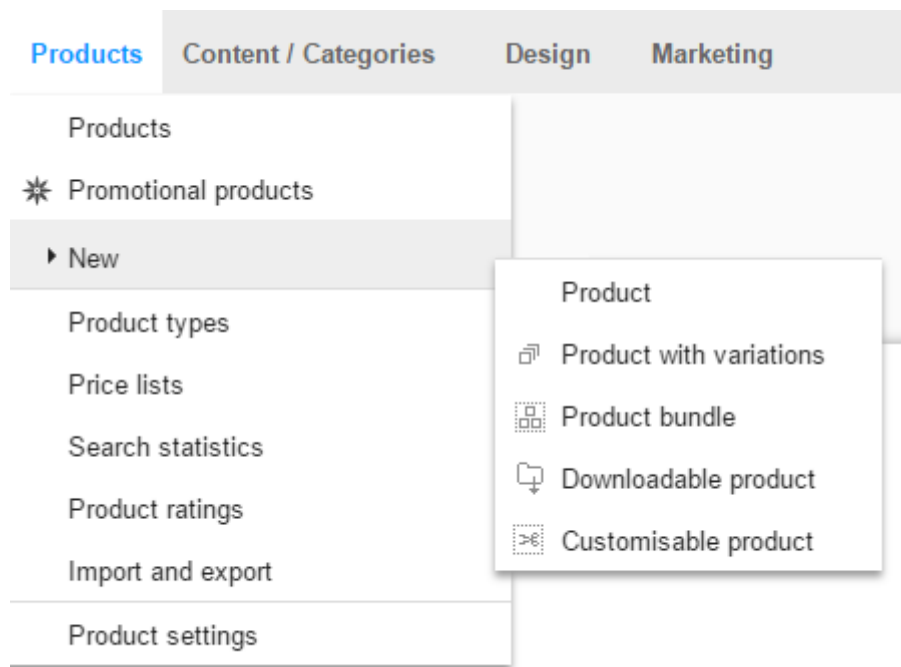 Products Content / Categories Design Marketing
Products
Promotional products
New
Product types
Price lists
Search statistics
Product ratings
Import and export
Product settings
Product
Product with variations
Product bundle
Downloadable product
Customisable product